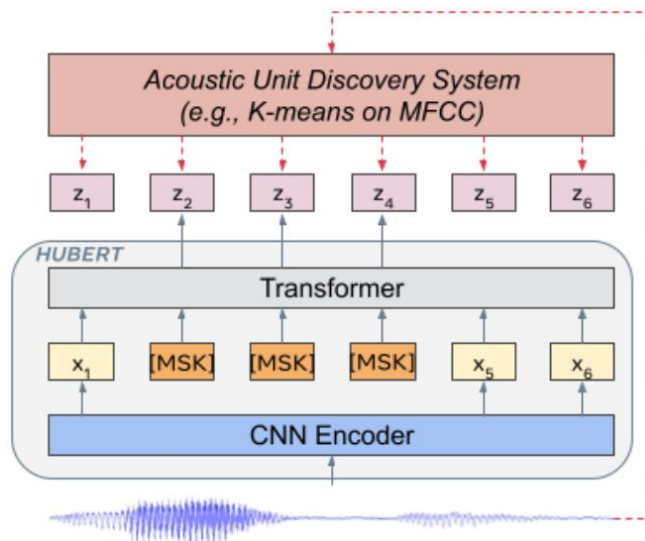 Acoustic Unit Discovery System
(e.g., K-means on MFCC)
z₁ z₂ z₃ z₄ z₅ z₆
HUBERT
Transformer
x₁ [MSK] [MSK] [MSK] x₅ x₆
CNN Encoder